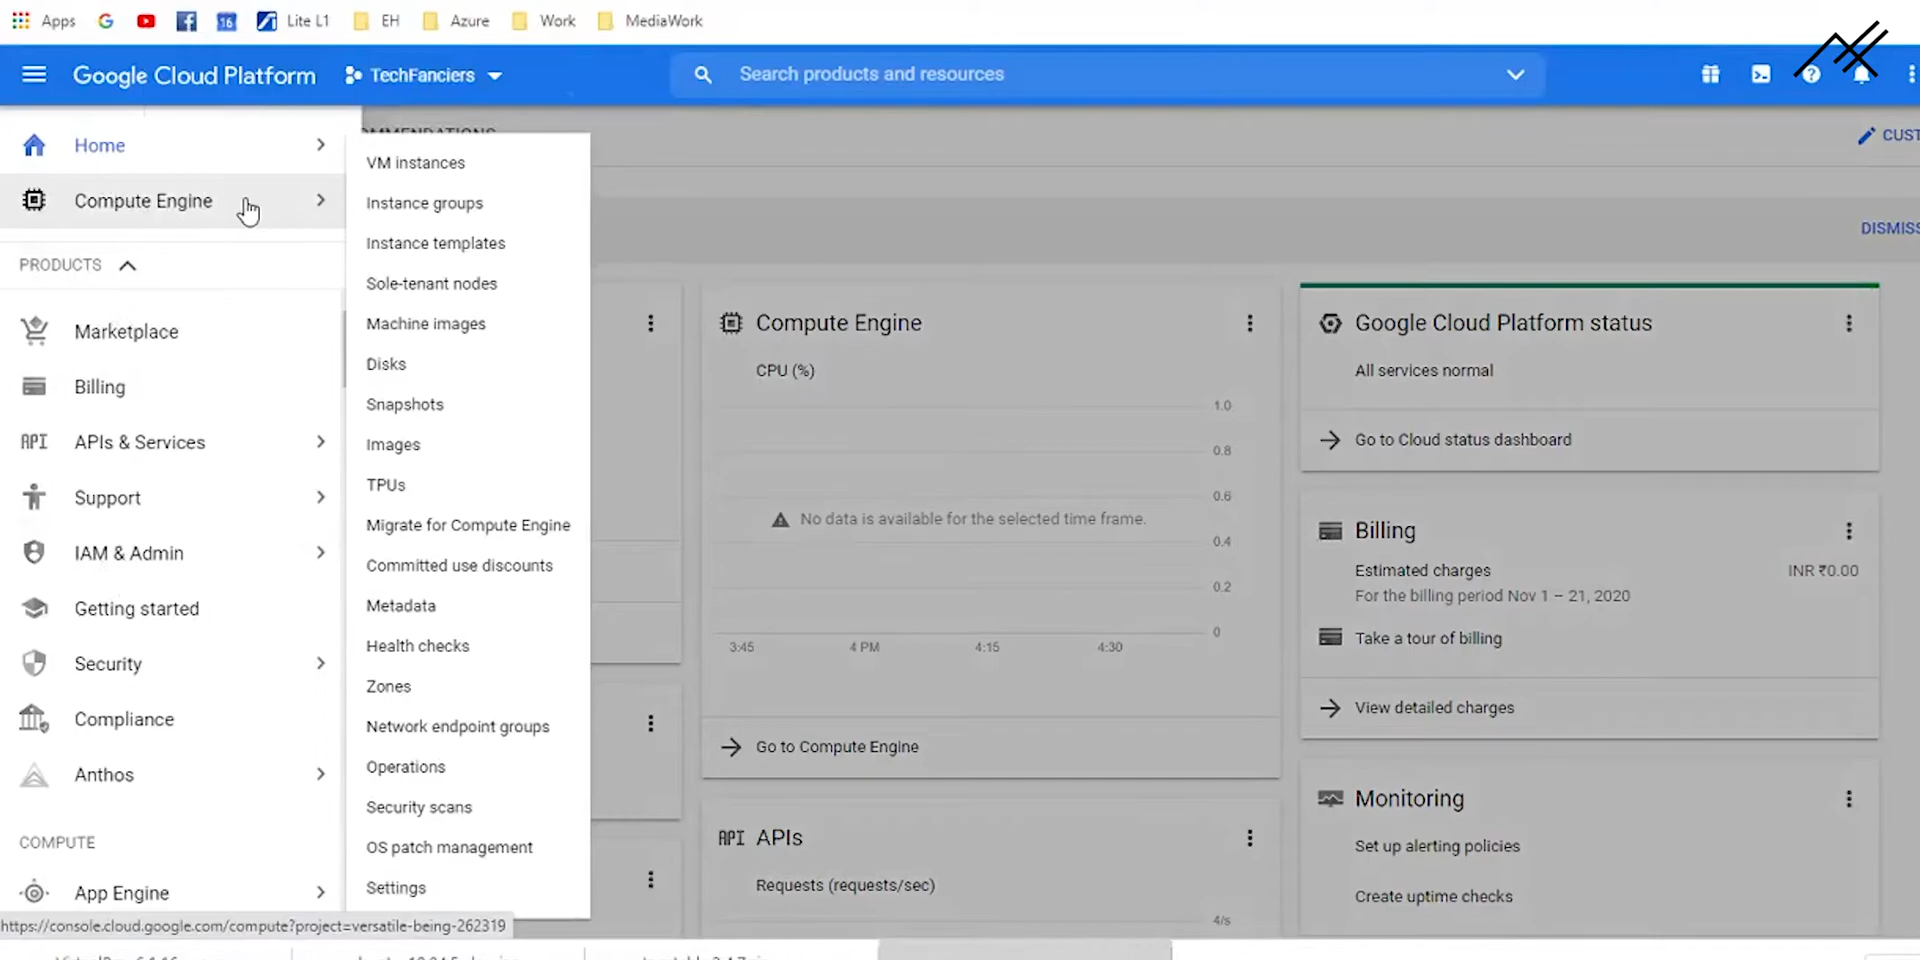 Apps
Lite L1
EH
Azure
Work
MediaWork
16
Google Cloud Platform
TechFanciers
Search products and resources
CUST
Home
Compute Engine
PRODUCTS
Marketplace
Billing
API
APIs & Services
Support
IAM & Admin
Getting started
Security
Compliance
Anthos
COMPUTE
App Engine
https://console.cloud.google.com/compute?project=versatile-being-262319
VM instances
Instance groups
Instance templates
Sole-tenant nodes
Machine images
Disks
Snapshots
Images
TPUs
Migrate for Compute Engine
Committed use discounts
Metadata
Health checks
Zones
Network endpoint groups
Operations
Security scans
OS patch management
Settings
DISMISS
Compute Engine
CPU (%)
1.0
0.8
0.6
No data is available for the selected time frame.
0.4
0.2
0
3:45
4 PM
4:15
4:30
Go to Compute Engine
API
APIs
Requests (requests/sec)
4/s
Google Cloud Platform status
All services normal
Go to Cloud status dashboard
Billing
Estimated charges
INR ₹0.00
For the billing period Nov 1 – 21, 2020
Take a tour of billing
View detailed charges
Monitoring
Set up alerting policies
Create uptime checks